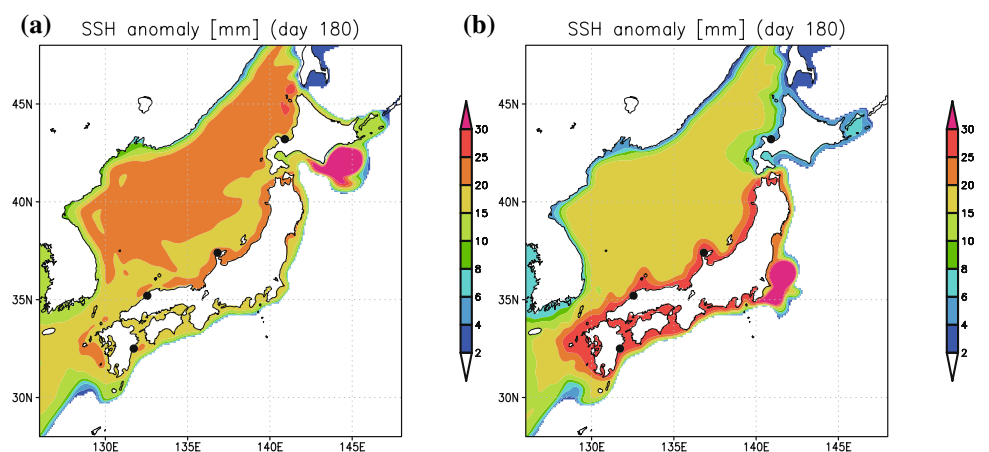 (a) SSH anomaly [mm] (day 180)
45N
40N
35N
30N
130E 135E 140E 145E
30
25
20
15
10
8
6
4
2
(b) SSH anomaly [mm] (day 180)
45N
40N
35N
30N
130E 135E 140E 145E
30
25
20
15
10
8
6
4
2